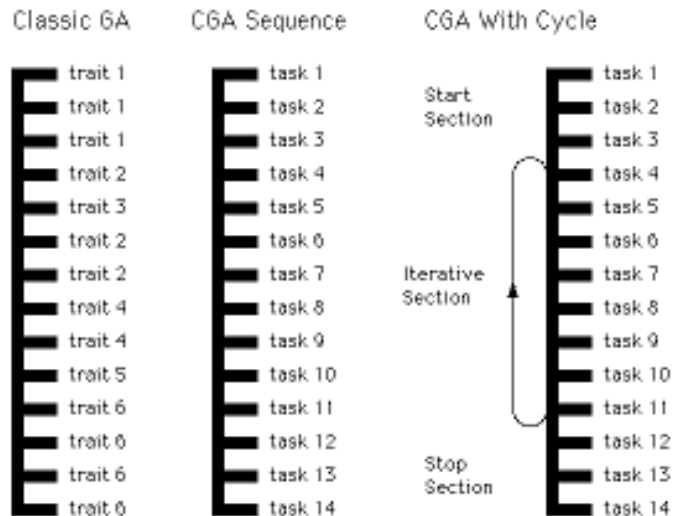 Classic GA
trait 1
trait 1
trait 1
trait 2
trait 3
trait 2
trait 2
trait 4
trait 4
trait 5
trait 6
trait 6
trait 6
trait 6
CGA Sequence
task 1
task 2
task 3
task 4
task 5
task 6
task 7
task 8
task 9
task 10
task 11
task 12
task 13
task 14
CGA With Cycle
Start
Section
Iterative
Section
Stop
Section
task 1
task 2
task 3
task 4
task 5
task 6
task 7
task 8
task 9
task 10
task 11
task 12
task 13
task 14